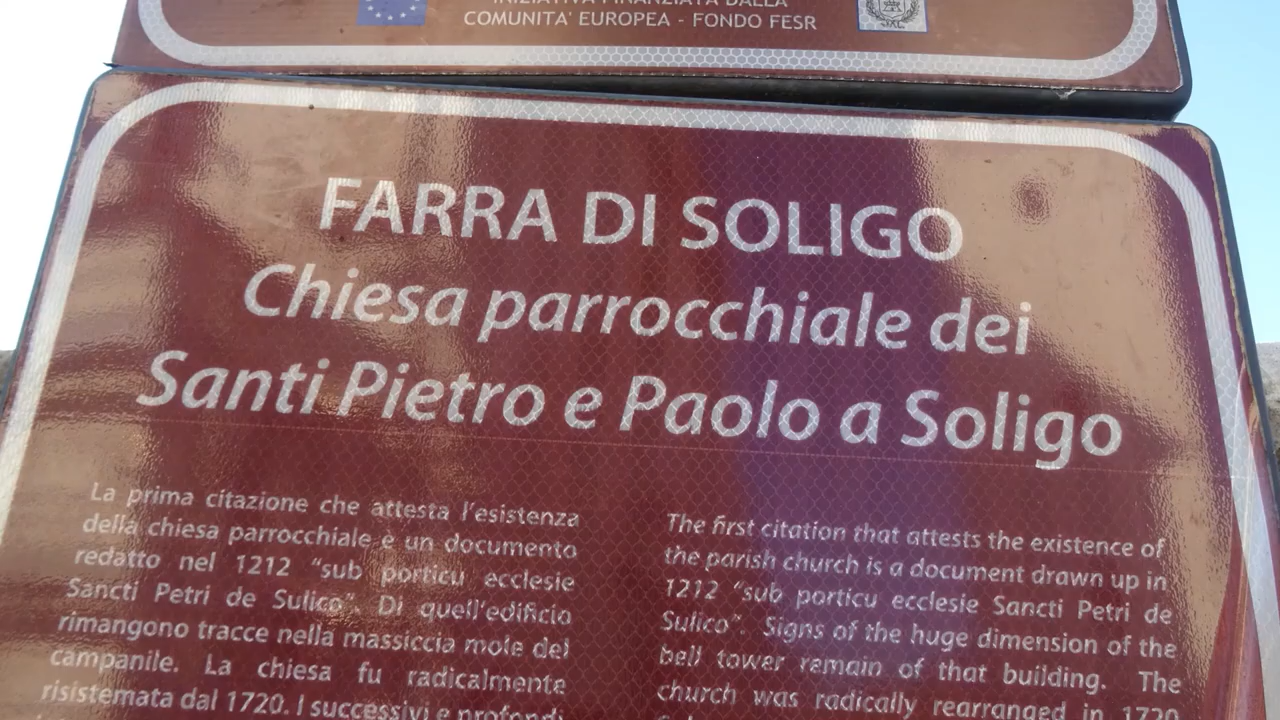 INIZIATIVA FINANZIATA DALLA
COMUNITA' EUROPEA - FONDO FESR
FARRA DI SOLIGO
Chiesa parrocchiale dei
Santi Pietro e Paolo a Soligo
La prima citazione che attesta l'esistenza
della chiesa parrocchiale è un documento
redatto nel 1212 "sub porticu ecclesie
Sancti Petri de Sulico". Di quell'edificio
rimangono tracce nella massiccia mole del
campanile. La chiesa fu radicalmente
risistemata dal 1720. I successivi e profondi
The first citation that attests the existence of
the parish church is a document drawn up in
1212 "sub porticu ecclesie Sancti Petri de
Sulico". Signs of the huge dimension of the
bell tower remain of that building. The
church was radically rearranged in 1720